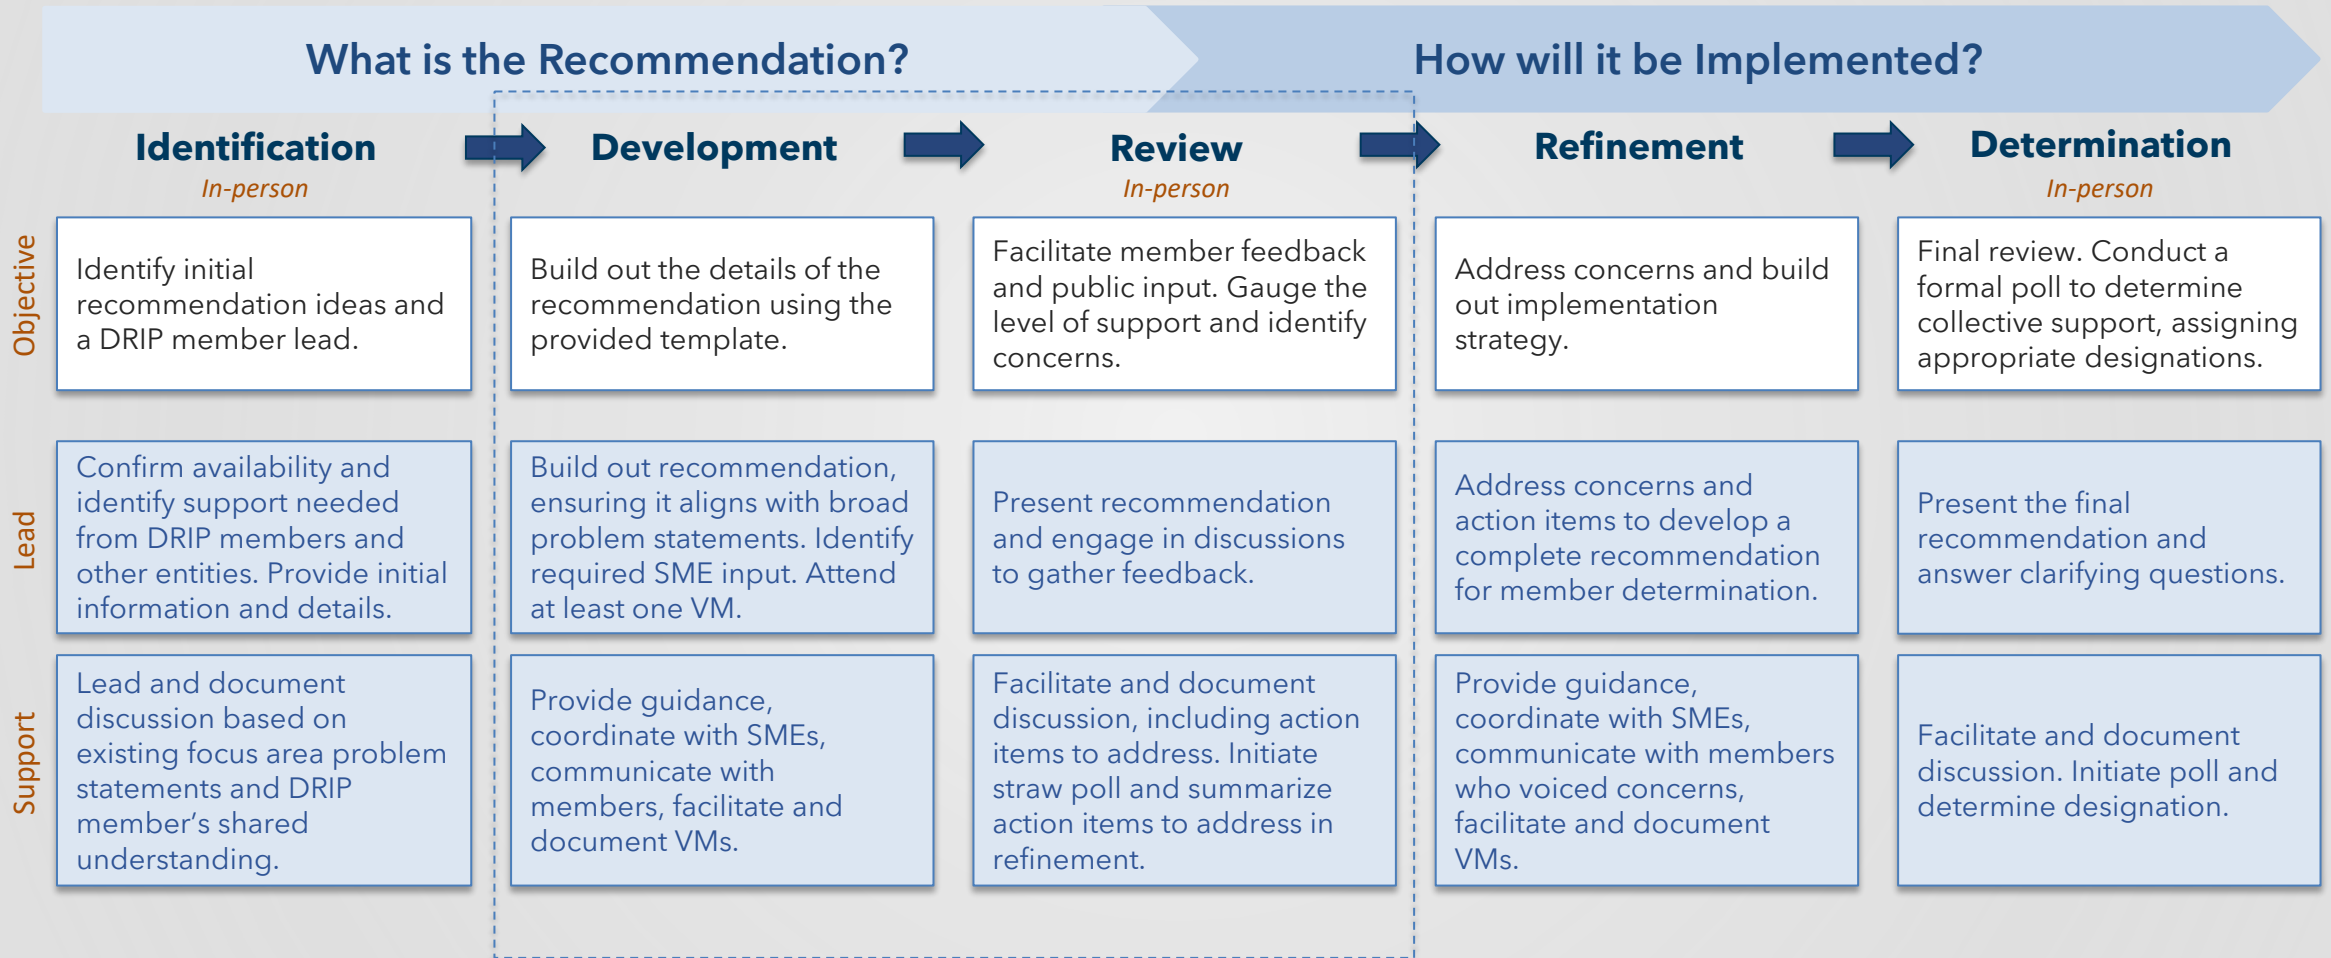 What is the Recommendation?
How will it be Implemented?
Identification
In-person
Development
Review
In-person
Refinement
Determination
In-person
Objective
Identify initial
recommendation ideas and
a DRIP member lead.
Build out the details of the
recommendation using the
provided template.
Facilitate member feedback
and public input. Gauge the
level of support and identify
concerns.
Address concerns and build
out implementation
strategy.
Final review. Conduct a
formal poll to determine
collective support, assigning
appropriate designations.
Lead
Confirm availability and
identify support needed
from DRIP members and
other entities. Provide initial
information and details.
Build out recommendation,
ensuring it aligns with broad
problem statements. Identify
required SME input. Attend
at least one VM.
Present recommendation
and engage in discussions
to gather feedback.
Address concerns and
action items to develop a
complete recommendation
for member determination.
Present the final
recommendation and
answer clarifying questions.
Support
Lead and document
discussion based on
existing focus area problem
statements and DRIP
member’s shared
understanding.
Provide guidance,
coordinate with SMEs,
communicate with
members, facilitate and
document VMs.
Facilitate and document
discussion, including action
items to address. Initiate
straw poll and summarize
action items to address in
refinement.
Provide guidance,
coordinate with SMEs,
communicate with members
who voiced concerns,
facilitate and document
VMs.
Facilitate and document
discussion. Initiate poll and
determine designation.